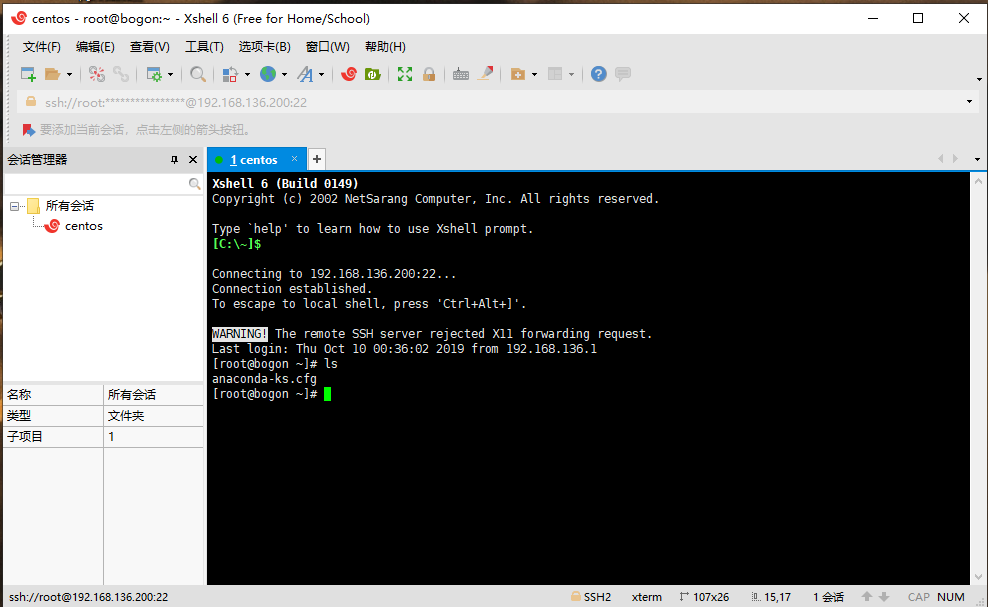 centos - root@bogon:~ - Xshell 6 (Free for Home/School)
文件(F) 编辑(E) 查看(V) 工具(T) 选项卡(B) 窗口(W) 帮助(H)
ssh://root:****************@192.168.136.200:22
要添加当前会话，点击左侧的箭头按钮。
会话管理器
所有会话
centos
名称 所有会话
类型 文件夹
子项目 1
1 centos
Xshell 6 (Build 0149)
Copyright (c) 2002 NetSarang Computer, Inc. All rights reserved.
Type `help' to learn how to use Xshell prompt.
[C:\~]$
Connecting to 192.168.136.200:22...
Connection established.
To escape to local shell, press 'Ctrl+Alt+]'.
WARNING! The remote SSH server rejected X11 forwarding request.
Last login: Thu Oct 10 00:36:02 2019 from 192.168.136.1
[root@bogon ~]# ls
anaconda-ks.cfg
[root@bogon ~]#
ssh://root@192.168.136.200:22 SSH2 xterm 107x26 15,17 1 会话 CAP NUM